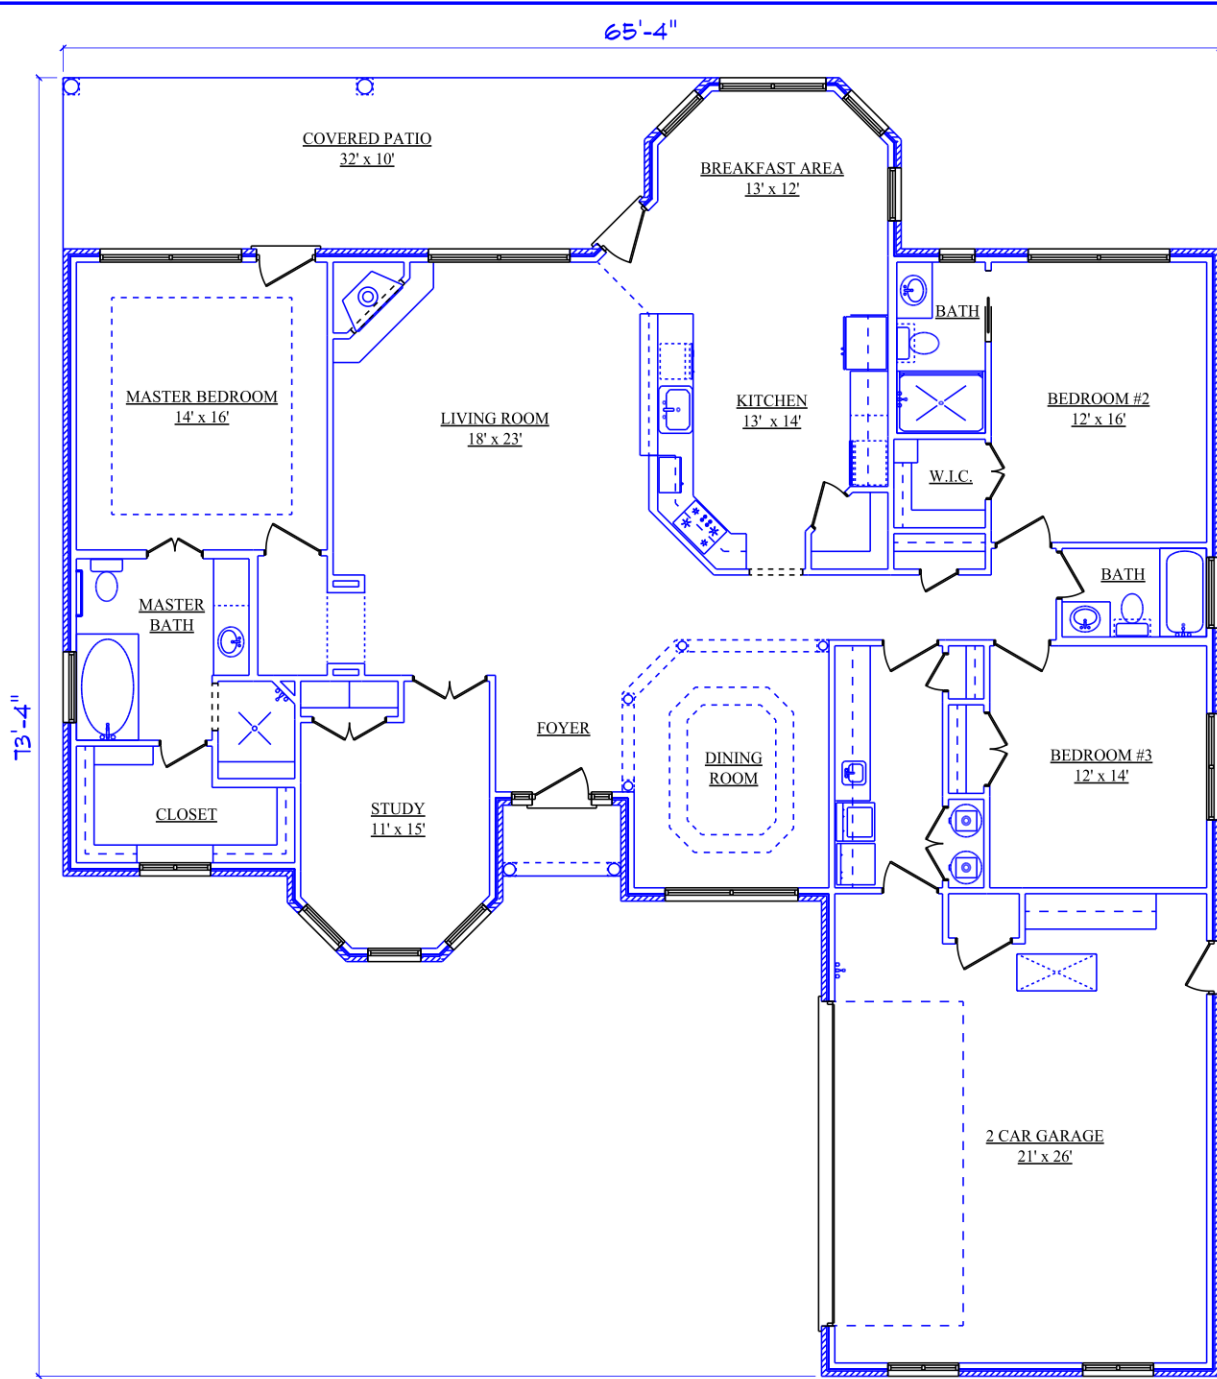 65'-4"
COVERED PATIO
32' x 10'
BREAKFAST AREA
13' x 12'
BATH
MASTER BEDROOM
14' x 16'
LIVING ROOM
18' x 23'
KITCHEN
13' x 14'
BEDROOM #2
12' x 16'
W.I.C.
MASTER
BATH
BATH
73'-4"
FOYER
DINING
ROOM
BEDROOM #3
12' x 14'
CLOSET
STUDY
11' x 15'
2 CAR GARAGE
21' x 26'